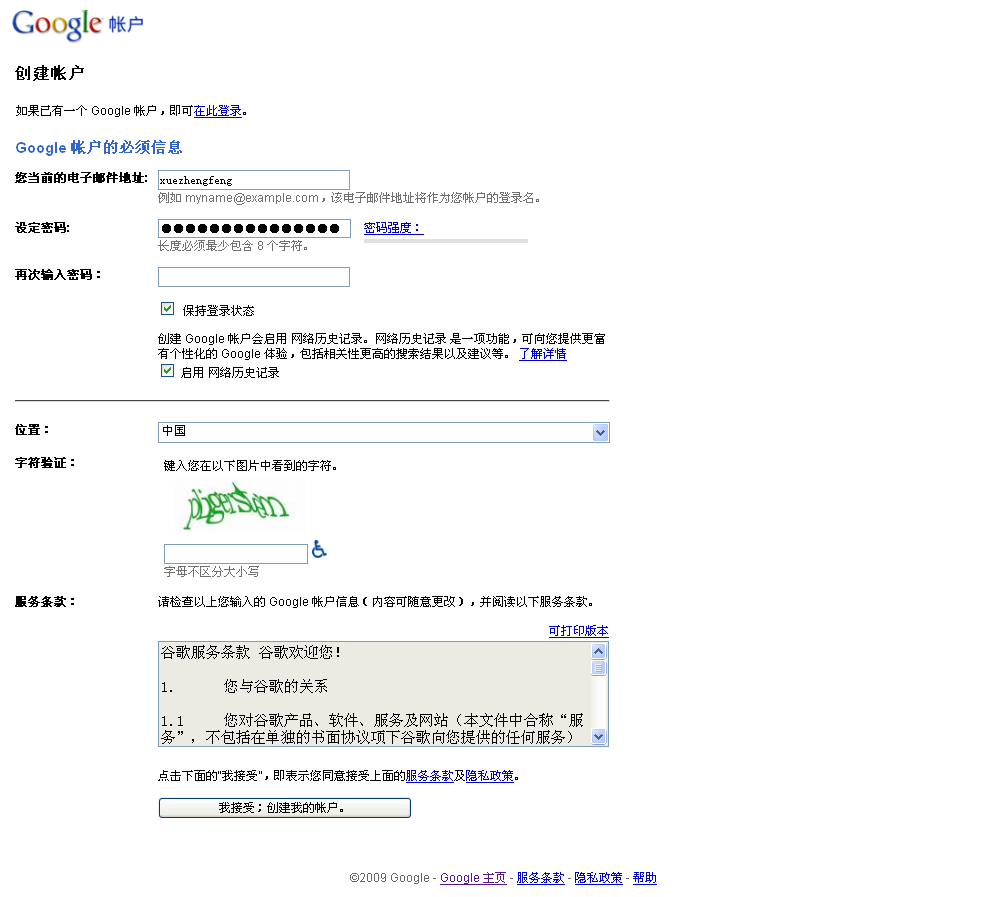 Google 帐户
创建帐户
如果已有一个 Google 帐户，即可在此登录。
Google 帐户的必须信息
您当前的电子邮件地址: xuezhengfeng
例如 myname@example.com，该电子邮件地址将作为您帐户的登录名。
设定密码: ●●●●●●●●●●●●●●● 密码强度：
长度必须最少包含 8 个字符。
再次输入密码：
保持登录状态
创建 Google 帐户会启用 网络历史记录。网络历史记录 是一项功能，可向您提供更富
有个性化的 Google 体验，包括相关性更高的搜索结果以及建议等。 了解详情
启用 网络历史记录
位置： 中国
字符验证： 键入您在以下图片中看到的字符。
字母不区分大小写
服务条款： 请检查以上您输入的 Google 帐户信息（内容可随意更改），并阅读以下服务条款。
可打印版本
谷歌服务条款 谷歌欢迎您！
1. 您与谷歌的关系
1.1 您对谷歌产品、软件、服务及网站（本文件中合称“服
务”，不包括在单独的书面协议项下谷歌向您提供的任何服务）
点击下面的"我接受"，即表示您同意接受上面的服务条款及隐私政策。
我接受；创建我的帐户。
©2009 Google - Google 主页 - 服务条款 - 隐私政策 - 帮助